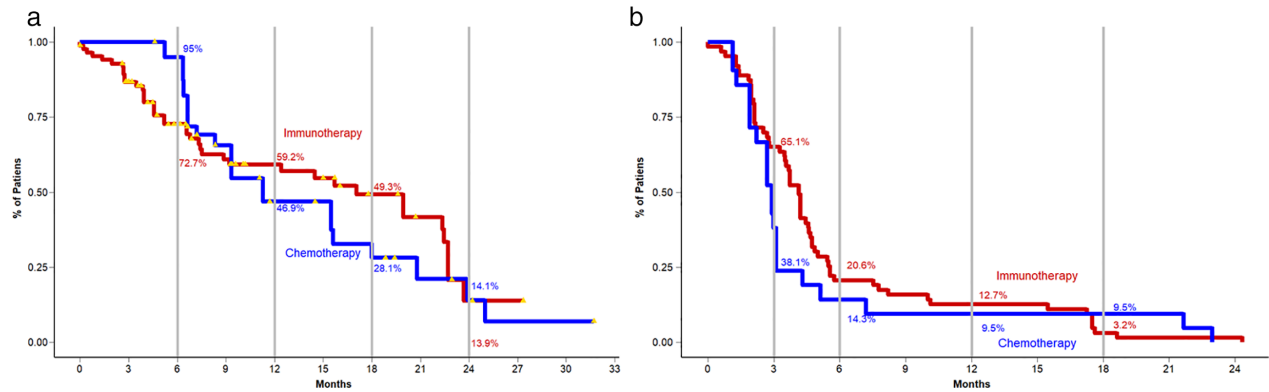 a
1.00
0.75
0.50
0.25
0.00
% of Patiens
95%
72.7%
Immunotherapy
59.2%
46.9%
49.3%
Chemotherapy
28.1%
14.1%
13.9%
0 3 6 9 12 15 18 21 24 27 30 33
Months
b
1.00
0.75
0.50
0.25
0.00
% of Patiens
65.1%
38.1%
20.6%
14.3%
Immunotherapy
12.7%
9.5%
9.5%
3.2%
Chemotherapy
0 3 6 9 12 15 18 21 24
Months